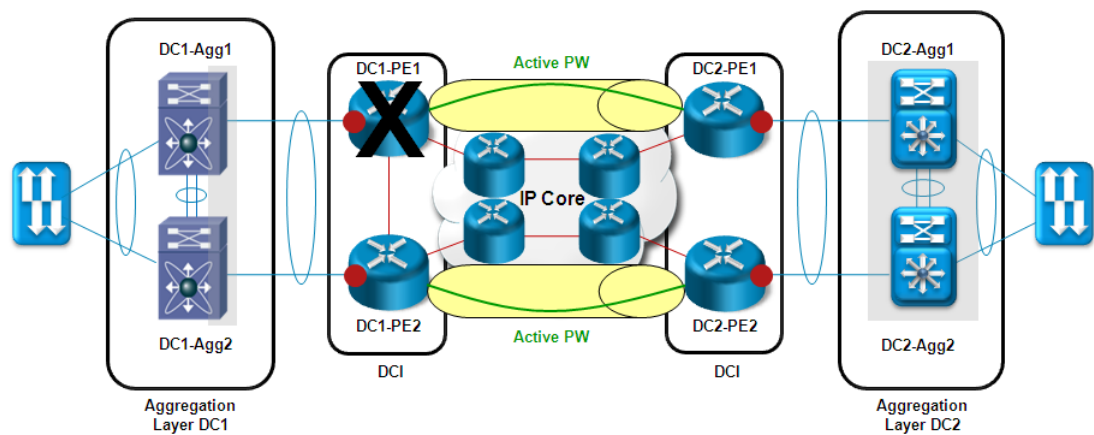 DC1-Agg1
DC1-PE1
Active PW
DC2-PE1
DC2-Agg1
IP Core
DC1-Agg2
DC1-PE2
Active PW
DC2-PE2
DC2-Agg2
DCI
DCI
Aggregation
Layer DC1
Aggregation
Layer DC2